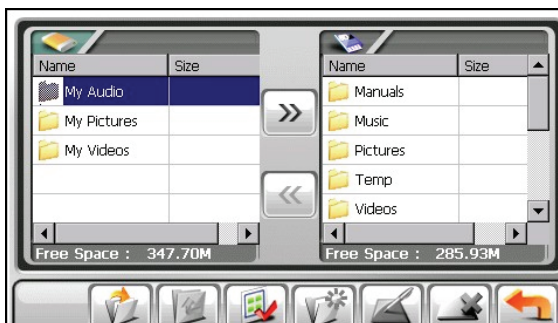 Name Size
My Audio
My Pictures
My Videos
Free Space : 347.70M
Name Size
Manuals
Music
Pictures
Temp
Videos
Free Space : 285.93M